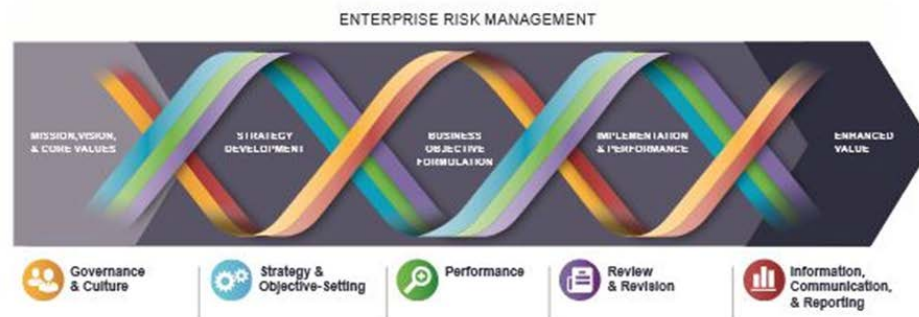 ENTERPRISE RISK MANAGEMENT
MISSION, VISION,
& CORE VALUES
STRATEGY
DEVELOPMENT
BUSINESS
OBJECTIVE
FORMULATION
IMPLEMENTATION
& PERFORMANCE
ENHANCED
VALUE
Governance
& Culture
Strategy &
Objective-Setting
Performance
Review
& Revision
Information,
Communication,
& Reporting